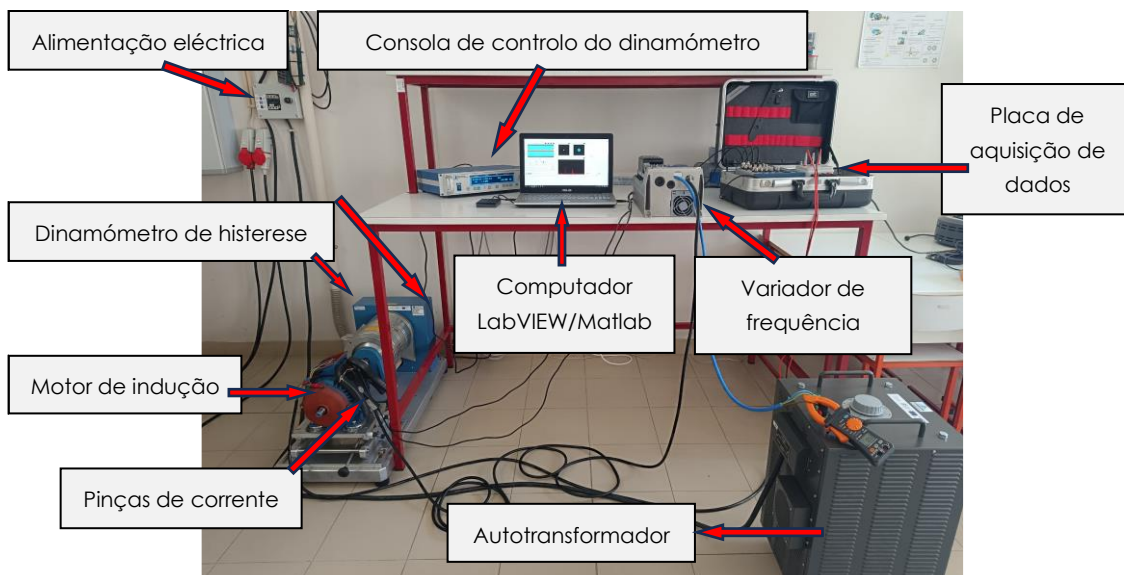 Alimentação eléctrica
Consola de controlo do dinamómetro
Placa de
aquisição de
dados
Dinamómetro de histerese
Computador
LabVIEW/Matlab
Variador de
frequência
Motor de indução
Pinças de corrente
Autotransformador